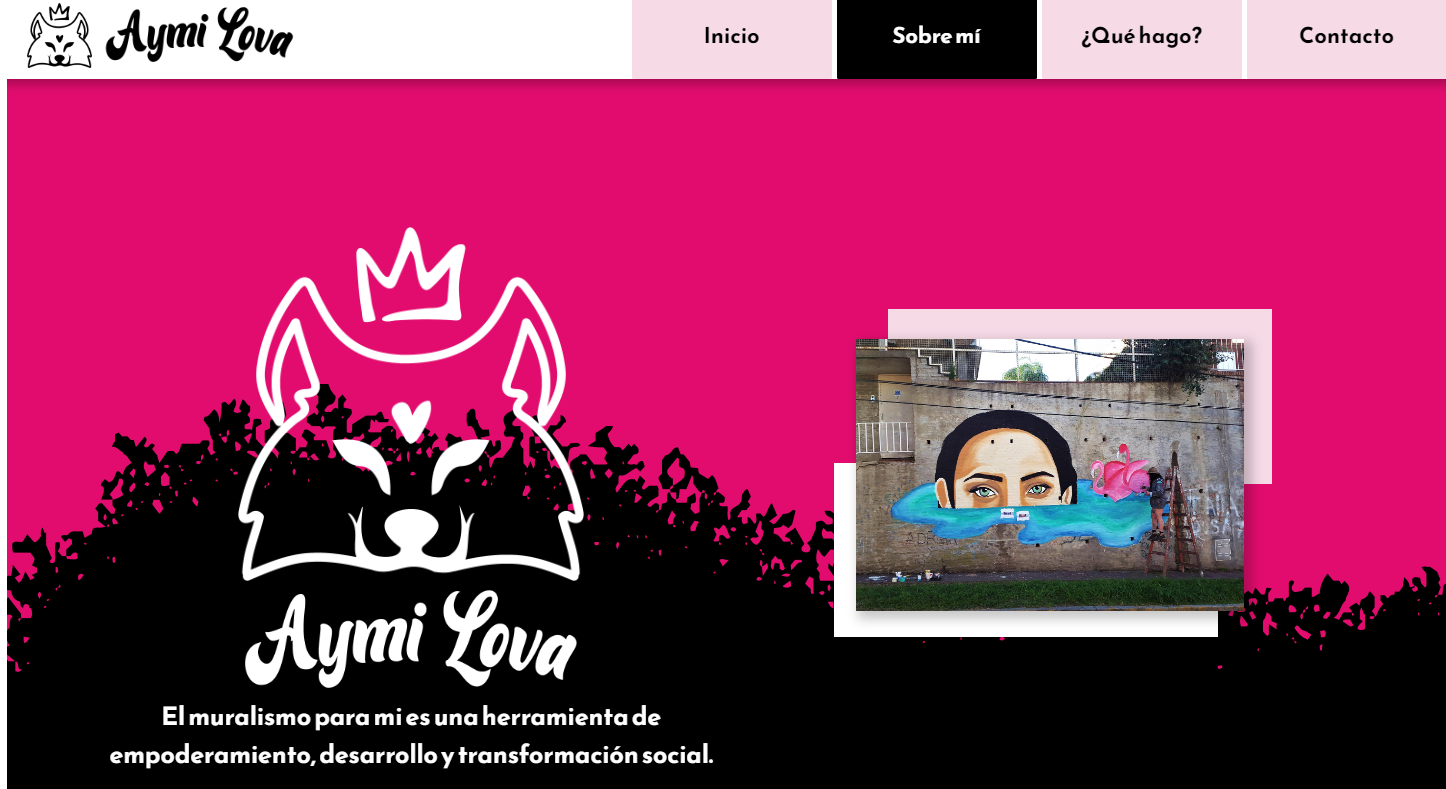 Aymi Lova
Inicio
Sobre mí
¿Qué hago?
Contacto
Aymi Lova
El muralismo para mi es una herramienta de
empoderamiento, desarrollo y transformación social.